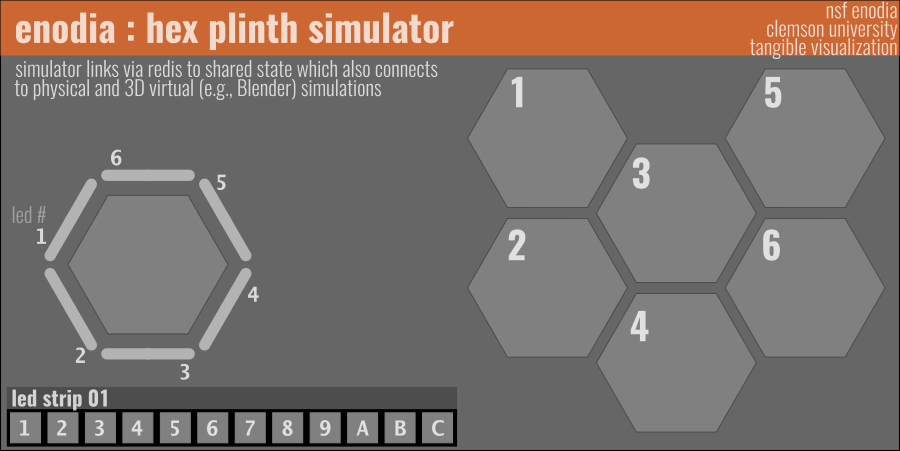 enodia : hex plinth simulator
nsf enodia
clemson university
tangible visualization
simulator links via redis to shared state which also connects
to physical and 3D virtual (e.g., Blender) simulations
6
5
led #
1
4
2
3
led strip 01
1 2 3 4 5 6 7 8 9 A B C
1
5
3
2
6
4